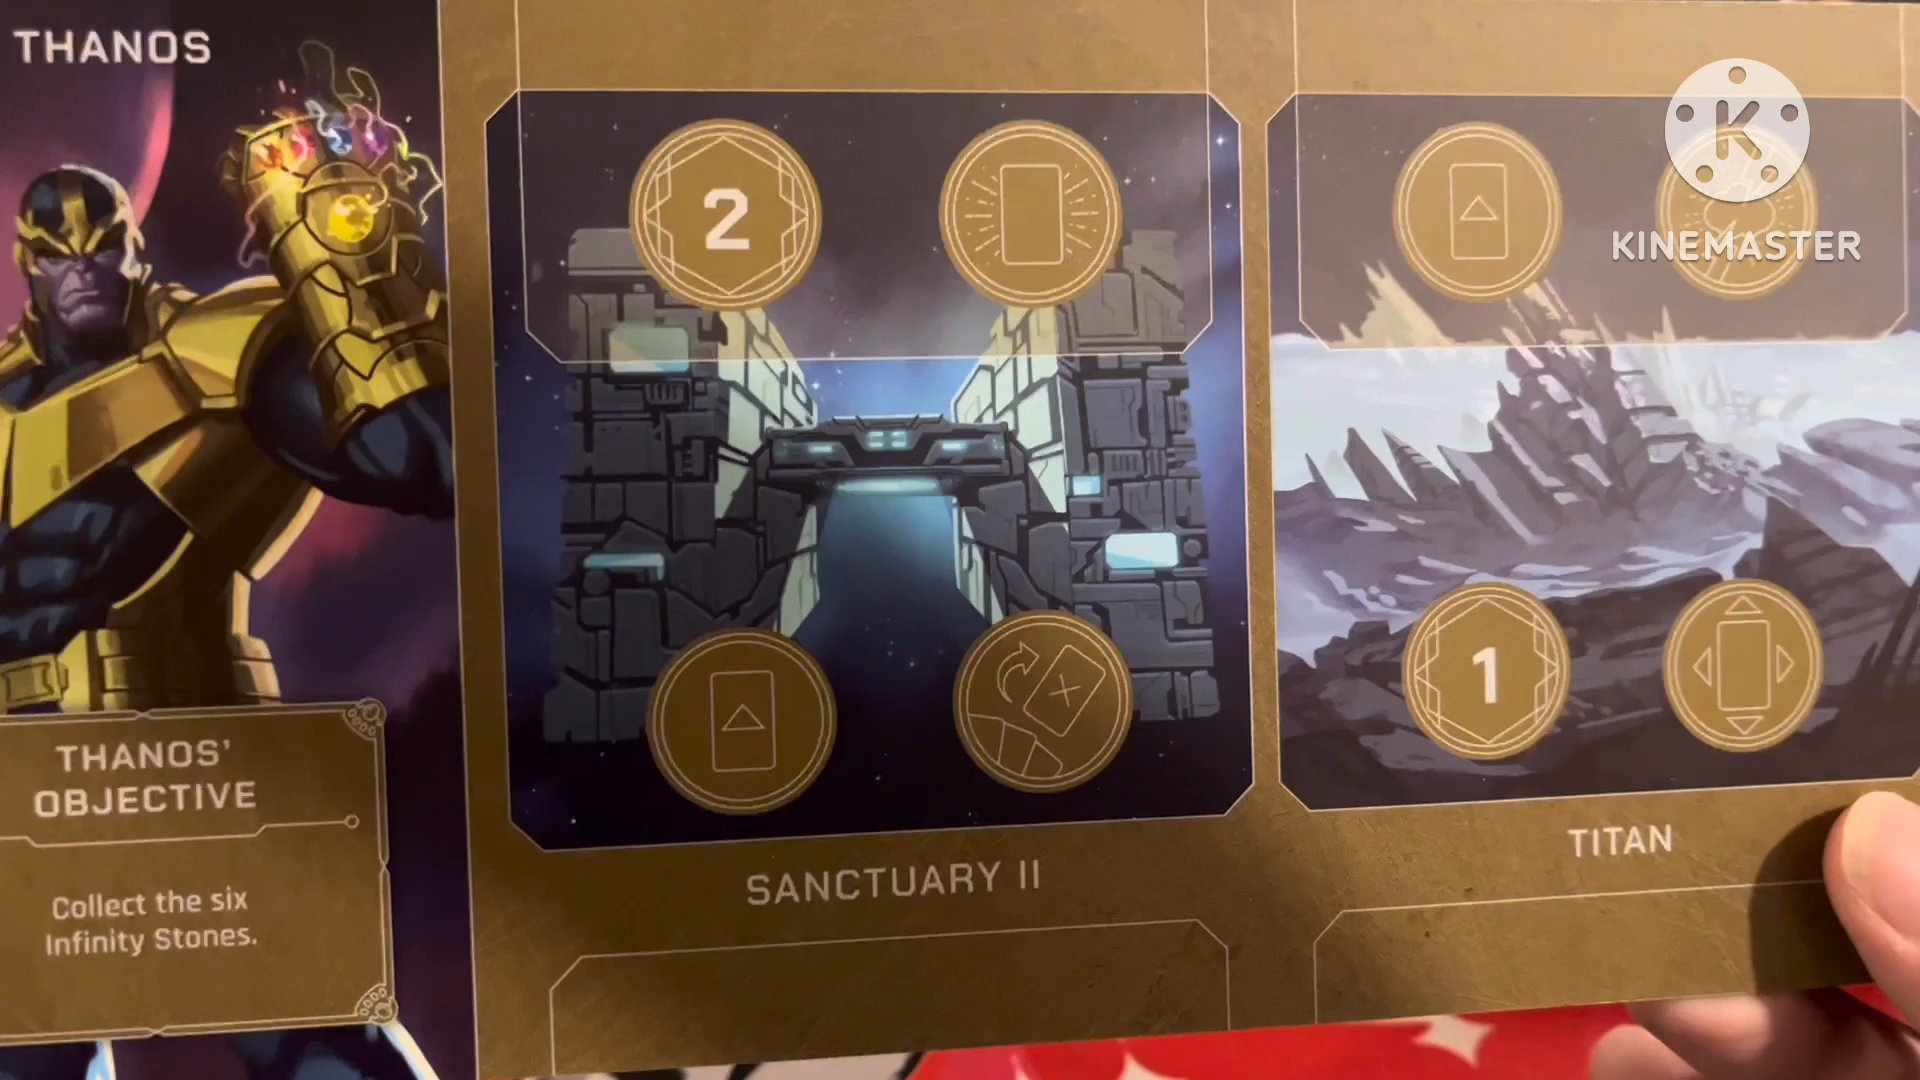 THANOS
2
K
KINEMASTER
1
THANOS'
OBJECTIVE
Collect the six
Infinity Stones.
SANCTUARY II
TITAN